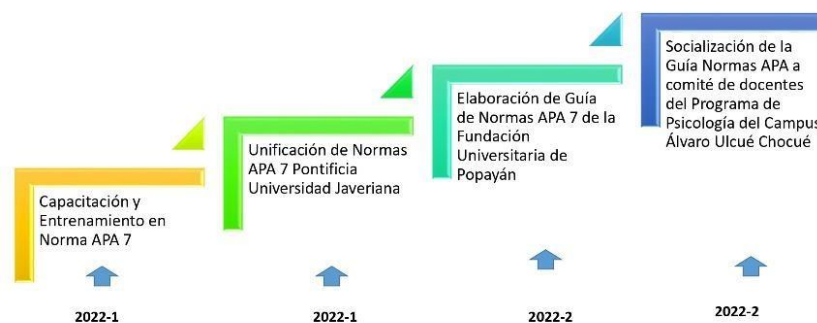 Capacitación y
Entrenamiento en
Norma APA 7
Unificación de Normas
APA 7 Pontificia
Universidad Javeriana
Elaboración de Guía
de Normas APA 7 de la
Fundación
Universitaria de
Popayán
Socialización de la
Guía Normas APA a
comité de docentes
del Programa de
Psicología del Campus
Álvaro Ulcué Chocué
2022-1
2022-1
2022-2
2022-2